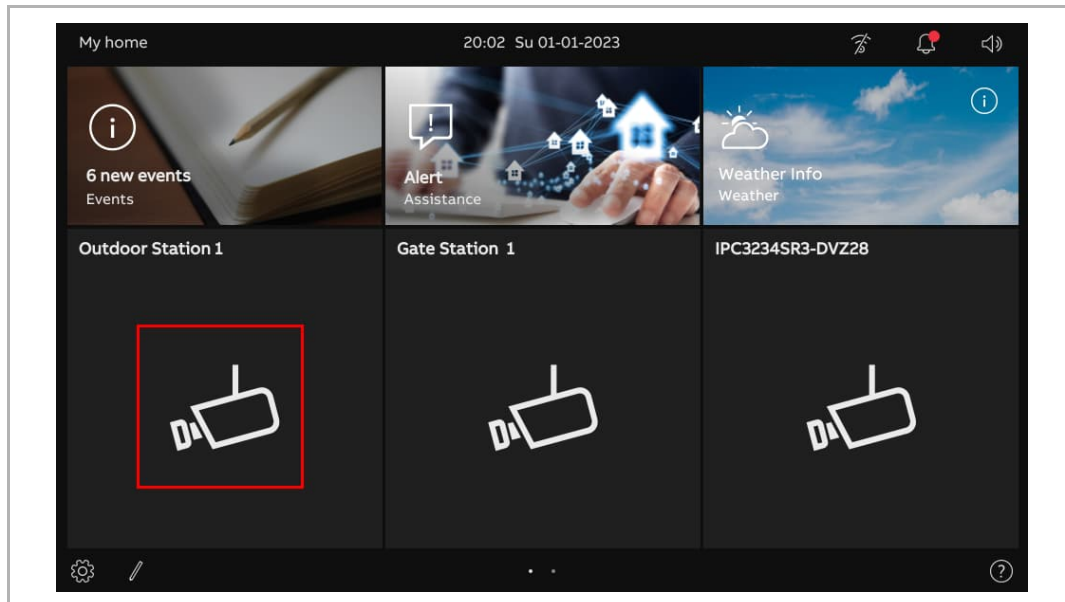 My home
20:02 Su 01-01-2023
6 new events
Events
Alert
Assistance
Weather Info
Weather
Outdoor Station 1
Gate Station 1
IPC3234SR3-DVZ28